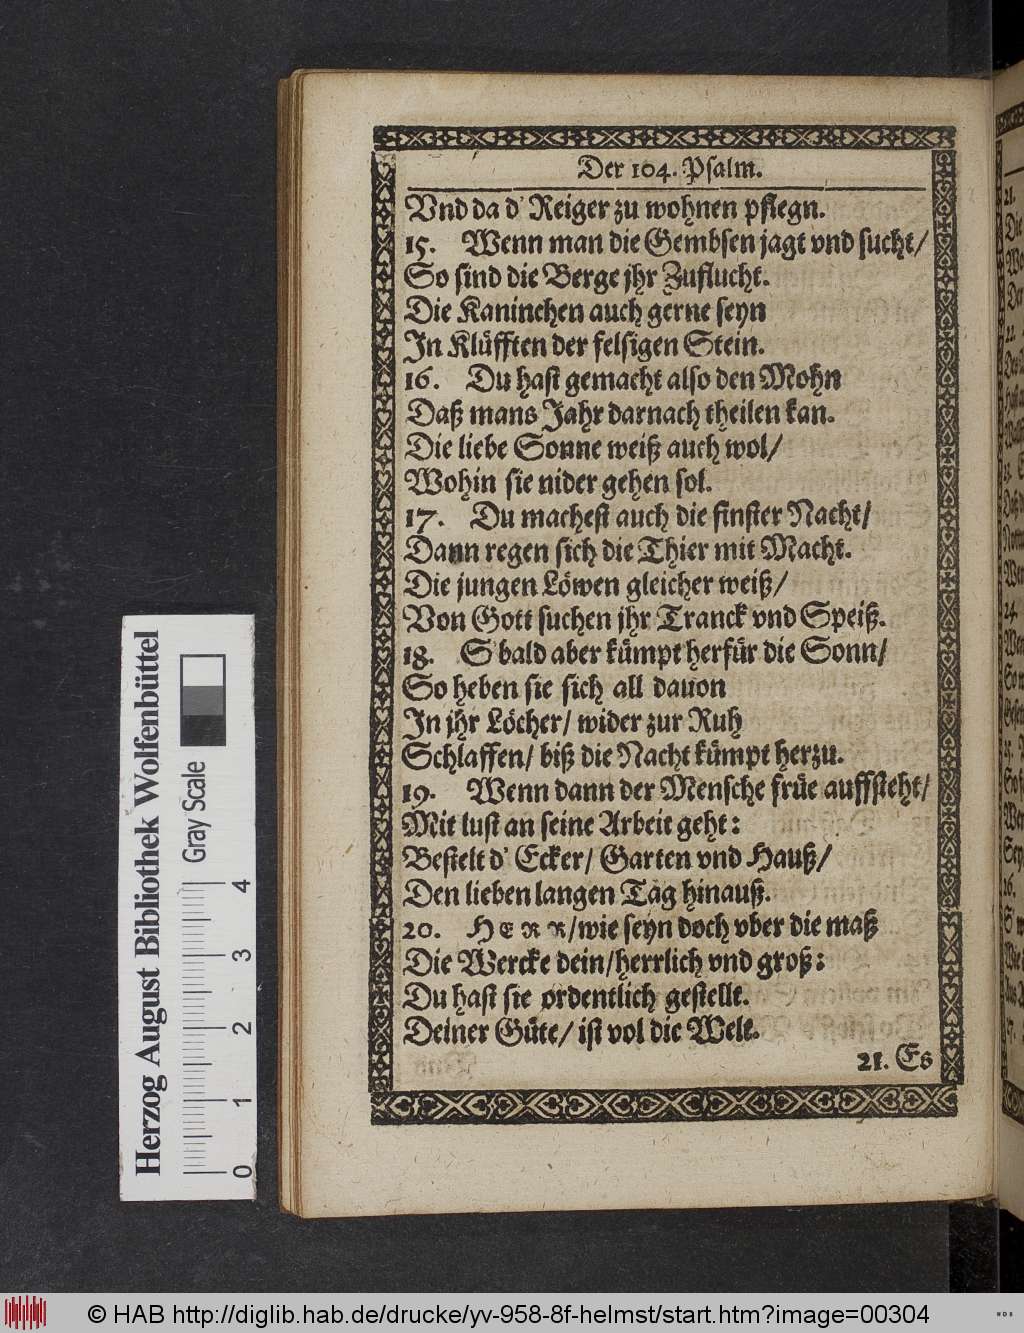 Der 104. Psalm.
Vnd da d' Reiger zu wohnen pflegn.
15. Wenn man die Gembsen jagt vnd sucht/
So sind die Berge jhr Zuflucht.
Die Kaninchen auch gerne seyn
In Klüfften der felsigen Stein.
16. Du hast gemacht also den Mohn
Daß mans Jahr darnach theilen kan.
Die liebe Sonne weiß auch wol/
Wohin sie nider gehen sol.
17. Du machest auch die finster Nacht/
Dann regen sich die Thier mit Macht.
Die jungen Löwen gleicher weiß/
Von Gott suchen jhr Tranck vnd Speiß.
18. S'bald aber kümpt herfür die Sonn/
So heben sie sich all dauon
In jhr Löcher/ wider zur Ruh
Schlaffen/ biß die Nacht kümpt herzu.
19. Wenn dann der Mensche früe auffsteht/
Mit lust an seine Arbeit geht:
Bestelt d' Ecker/ Garten vnd Hauß/
Den lieben langen Tag hinauß.
20. HERR/wie seyn doch vber die maß
Die Wercke dein/herrlich vnd groß:
Du hast sie ordentlich gestellt.
Deiner Güte/ ist vol die Welt.
21. Es
Herzog August Bibliothek Wolfenbüttel
Gray Scale
0 1 2 3 4
© HAB http://diglib.hab.de/drucke/yv-958-8f-helmst/start.htm?image=00304